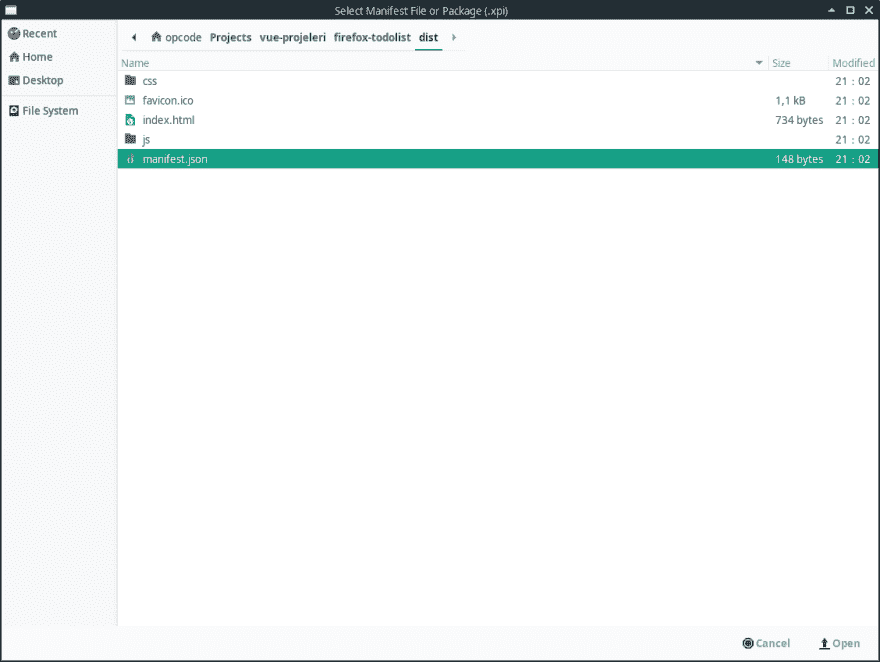 Select Manifest File or Package (.xpi)
Recent
Home
Desktop
File System
opcode Projects vue-projeleri firefox-todolist dist
Name Size Modified
css 21 : 02
favicon.ico 1,1 kB 21 : 02
index.html 734 bytes 21 : 02
js 21 : 02
manifest.json 148 bytes 21 : 02
Cancel Open